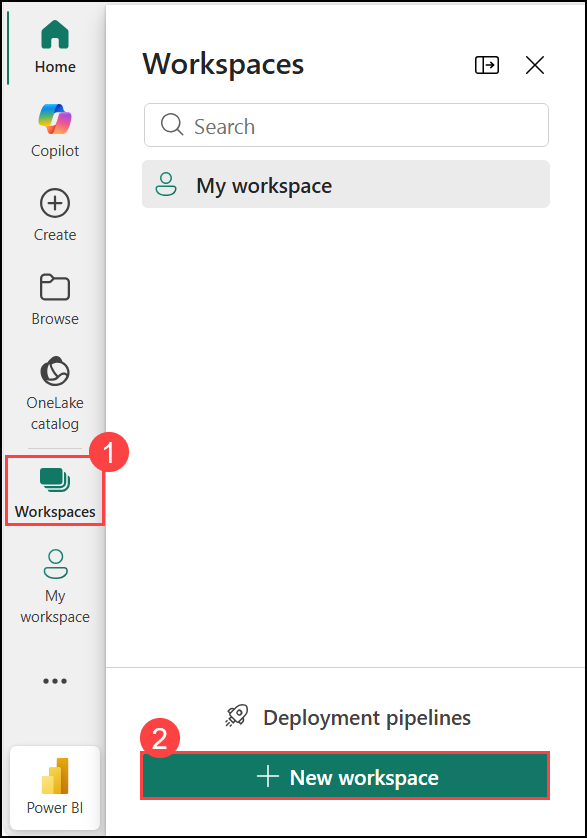 Home
Copilot
Create
Browse
OneLake
catalog
1
Workspaces
My
workspace
Power BI
Workspaces
Search
My workspace
Deployment pipelines
2
New workspace